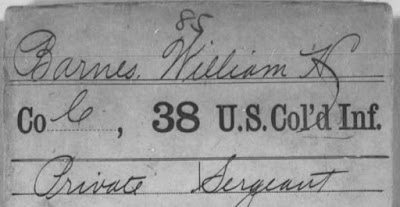 85
Barnes, William H
Co C, 38 U.S. Col'd Inf.
Private Sergeant